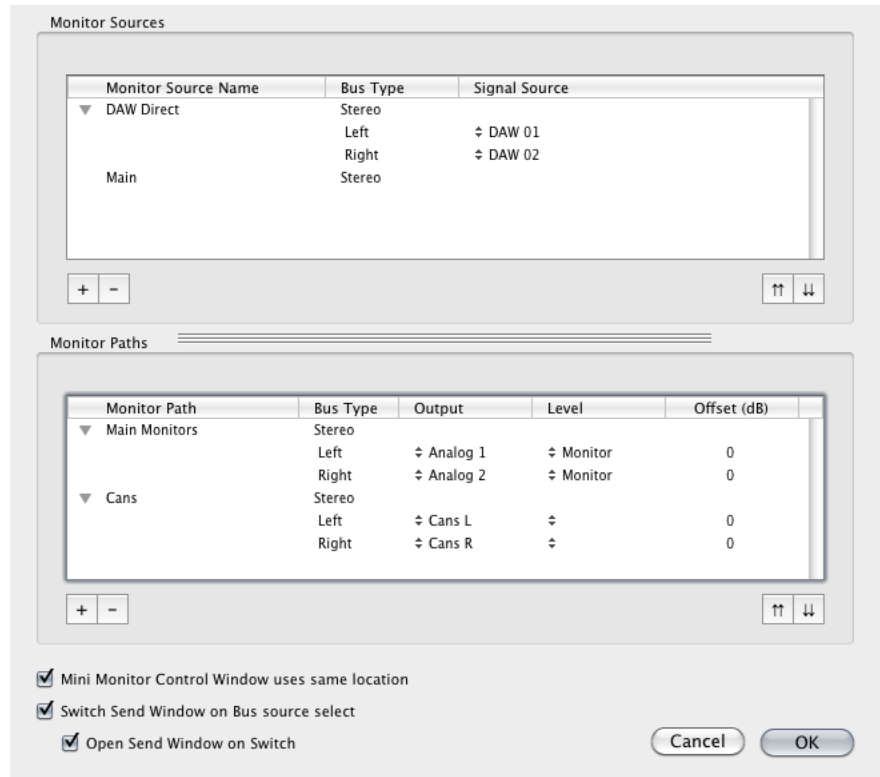 Monitor Sources
Monitor Source Name Bus Type Signal Source
DAW Direct Stereo
Left DAW 01
Right DAW 02
Main Stereo
+ -
Monitor Paths
Monitor Path Bus Type Output Level Offset (dB)
Main Monitors Stereo
Left Analog 1 Monitor 0
Right Analog 2 Monitor 0
Cans Stereo
Left Cans L 0
Right Cans R 0
+ -
Mini Monitor Control Window uses same location
Switch Send Window on Bus source select
Open Send Window on Switch
Cancel OK